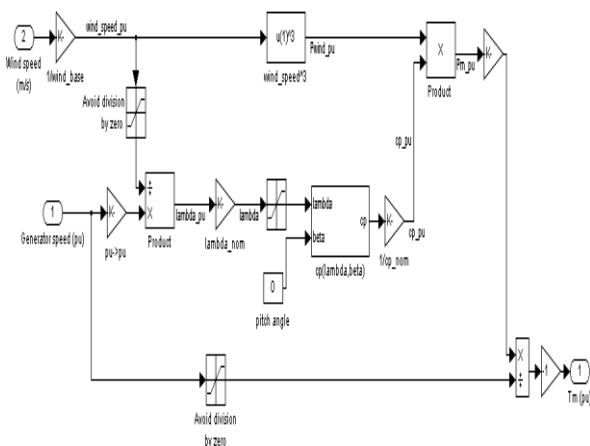 2
Wind speed
(m/s)
K-
1/wind_base
wind_speed_pu
u(1)^3
wind_speed^3
Pwind_pu
X
Product
Pm_pu
K-
Avoid division
by zero
cp_pu
1
Generator speed (pu)
K-
pu->pu
÷
X
Product
lambda_pu
K-
lambda_nom
lambda
lambda
beta
cp
cp(lambda,beta)
K-
1/cp_nom
cp_pu
0
pitch angle
Avoid division
by zero
X
÷
-1
1
Tm (pu)